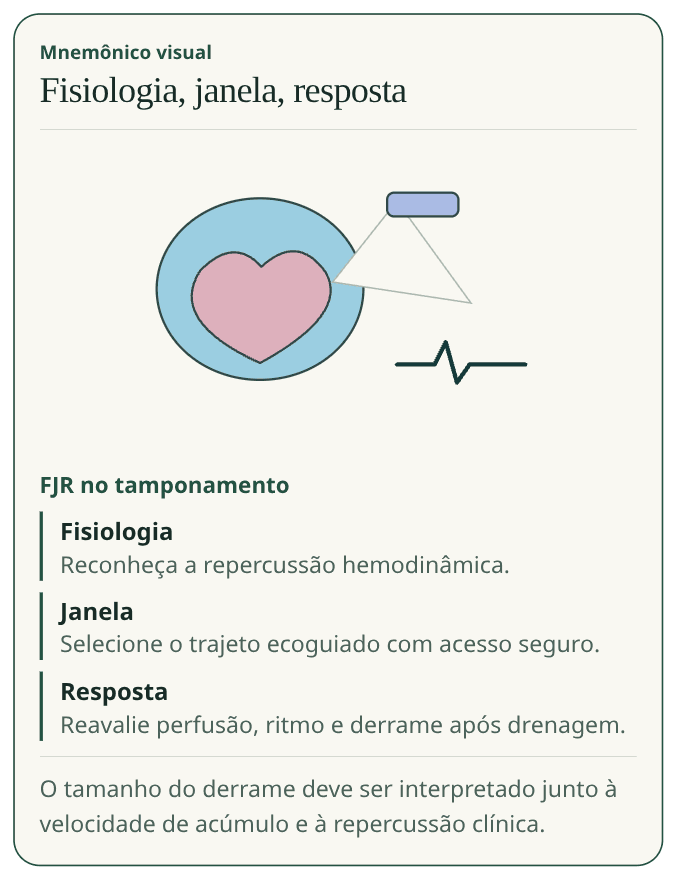 Mnemônico visual
Fisiologia, janela, resposta
FJR no tamponamento
Fisiologia
Reconheça a repercussão hemodinâmica.
Janela
Selecione o trajeto ecoguiado com acesso seguro.
Resposta
Reavalie perfusão, ritmo e derrame após drenagem.
O tamanho do derrame deve ser interpretado junto à
velocidade de acúmulo e à repercussão clínica.